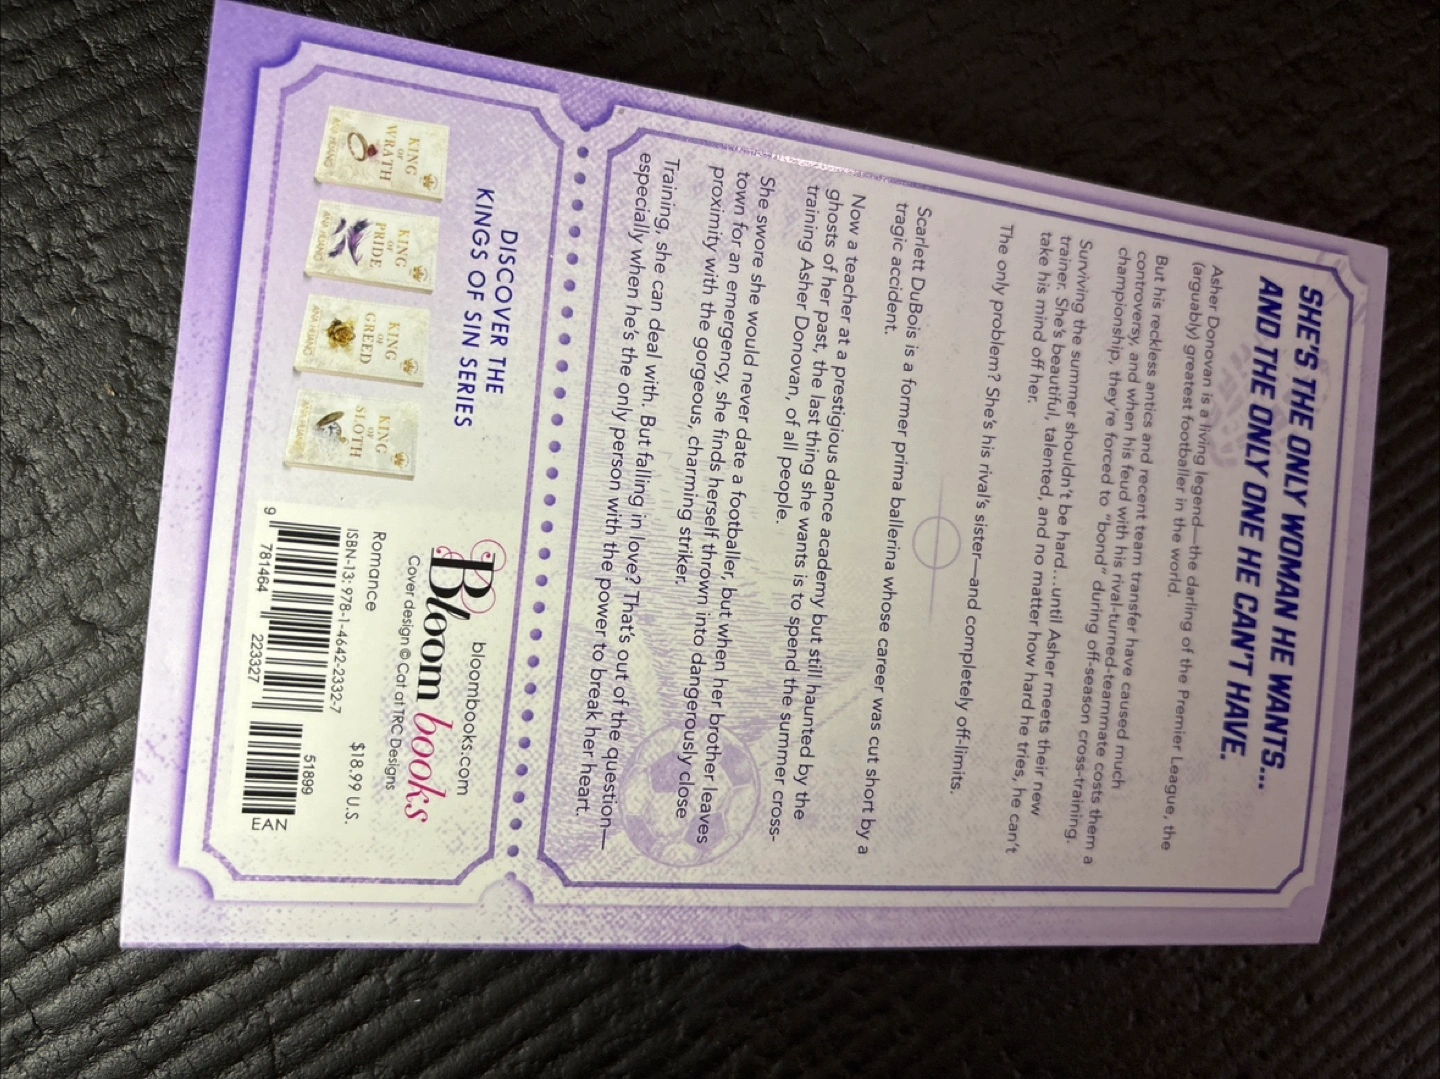 SHE'S THE ONLY WOMAN HE WANTS...
AND THE ONLY ONE HE CAN'T HAVE.
Asher Donovan is a living legend—the darling of the Premier League, the
(arguably) greatest footballer in the world.
But his reckless antics and recent team transfer have caused much
controversy, and when his feud with his rival-turned-teammate costs them a
championship, they're forced to "bond" during off-season cross-training.
Surviving the summer shouldn't be hard...until Asher meets their new
trainer. She's beautiful, talented, and no matter how hard he tries, he can't
take his mind off her.
The only problem? She's his rival's sister—and completely off-limits.
Scarlett DuBois is a former prima ballerina whose career was cut short by a
tragic accident.
Now a teacher at a prestigious dance academy but still haunted by the
ghosts of her past, the last thing she wants is to spend the summer cross-
training Asher Donovan, of all people.
She swore she would never date a footballer, but when her brother leaves
town for an emergency, she finds herself thrown into dangerously close
proximity with the gorgeous, charming striker.
Training, she can deal with. But falling in love? That's out of the question—
especially when he's the only person with the power to break her heart.
DISCOVER THE
KINGS OF SIN SERIES
KING
OF
WRATH
ANA HUANG
KING
OF
PRIDE
ANA HUANG
KING
OF
GREED
ANA HUANG
KING
OF
SLOTH
ANA HUANG
bloombooks.com
Bloom books
Cover design © Cat at TRC Designs
Romance
$18.99 U.S.
ISBN-13: 978-1-4642-2332-7
51899
9 781464 223327
EAN